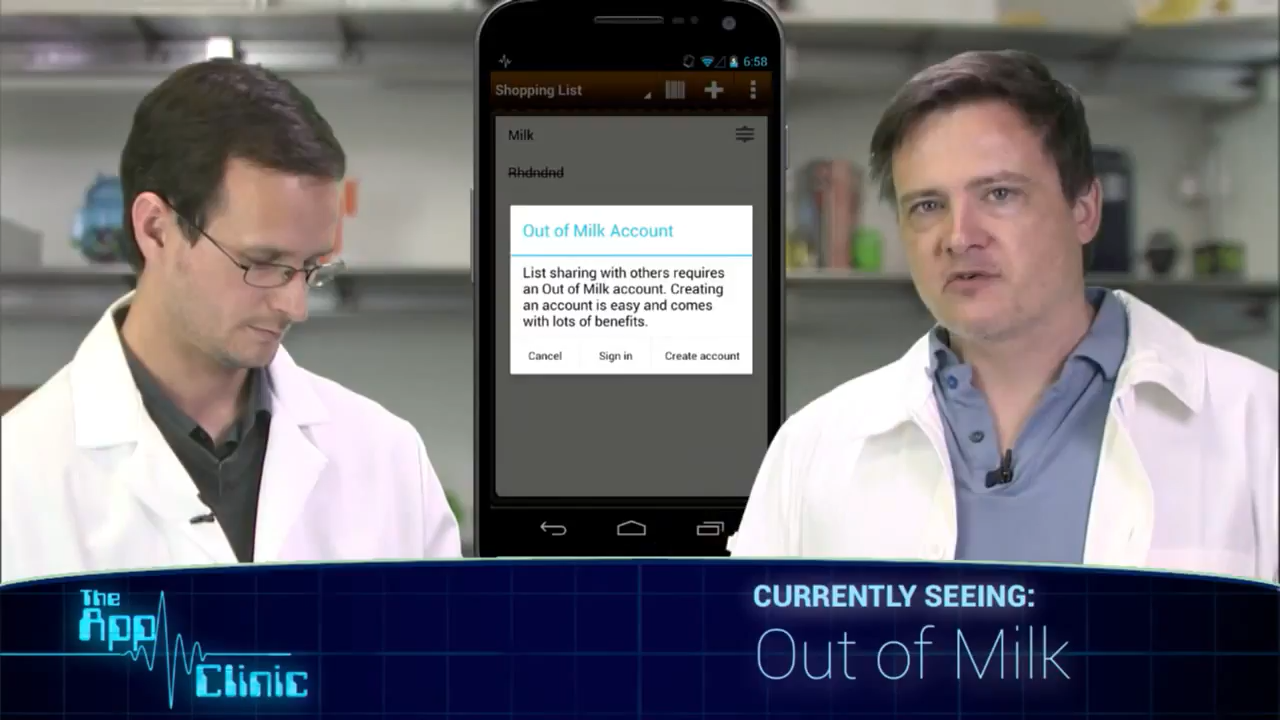 6:58
Shopping List
Milk
Rhdndnd
Out of Milk Account
List sharing with others requires
an Out of Milk account. Creating
an account is easy and comes
with lots of benefits.
Cancel Sign in Create account
The
App
Clinic
CURRENTLY SEEING:
Out of Milk